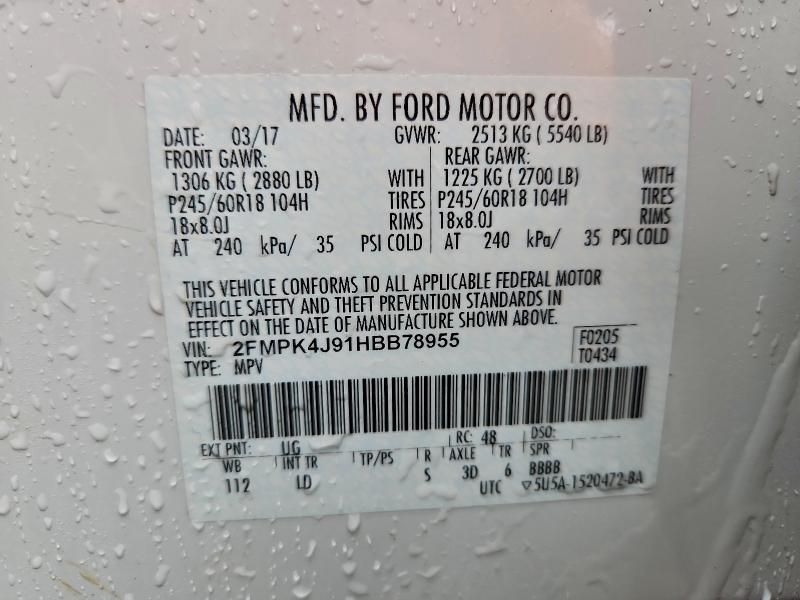 MFD. BY FORD MOTOR CO.
DATE: 03/17 GVWR: 2513 KG ( 5540 LB)
FRONT GAWR: REAR GAWR:
1306 KG ( 2880 LB) WITH 1225 KG ( 2700 LB) WITH
P245/60R18 104H TIRES P245/60R18 104H TIRES
18x8.0J RIMS 18x8.0J RIMS
AT 240 kPa/ 35 PSI COLD AT 240 kPa/ 35 PSI COLD
THIS VEHICLE CONFORMS TO ALL APPLICABLE FEDERAL MOTOR
VEHICLE SAFETY AND THEFT PREVENTION STANDARDS IN
EFFECT ON THE DATE OF MANUFACTURE SHOWN ABOVE.
VIN: 2FMPK4J91HBB78955 F0205
TYPE: MPV T0434
EXT PNT: UG RC: 48 DSO:
WB INT TR TP/PS R AXLE TR SPR
112 LD S 3D 6 BBBB
UTC ▽5U5A-1520472-BA